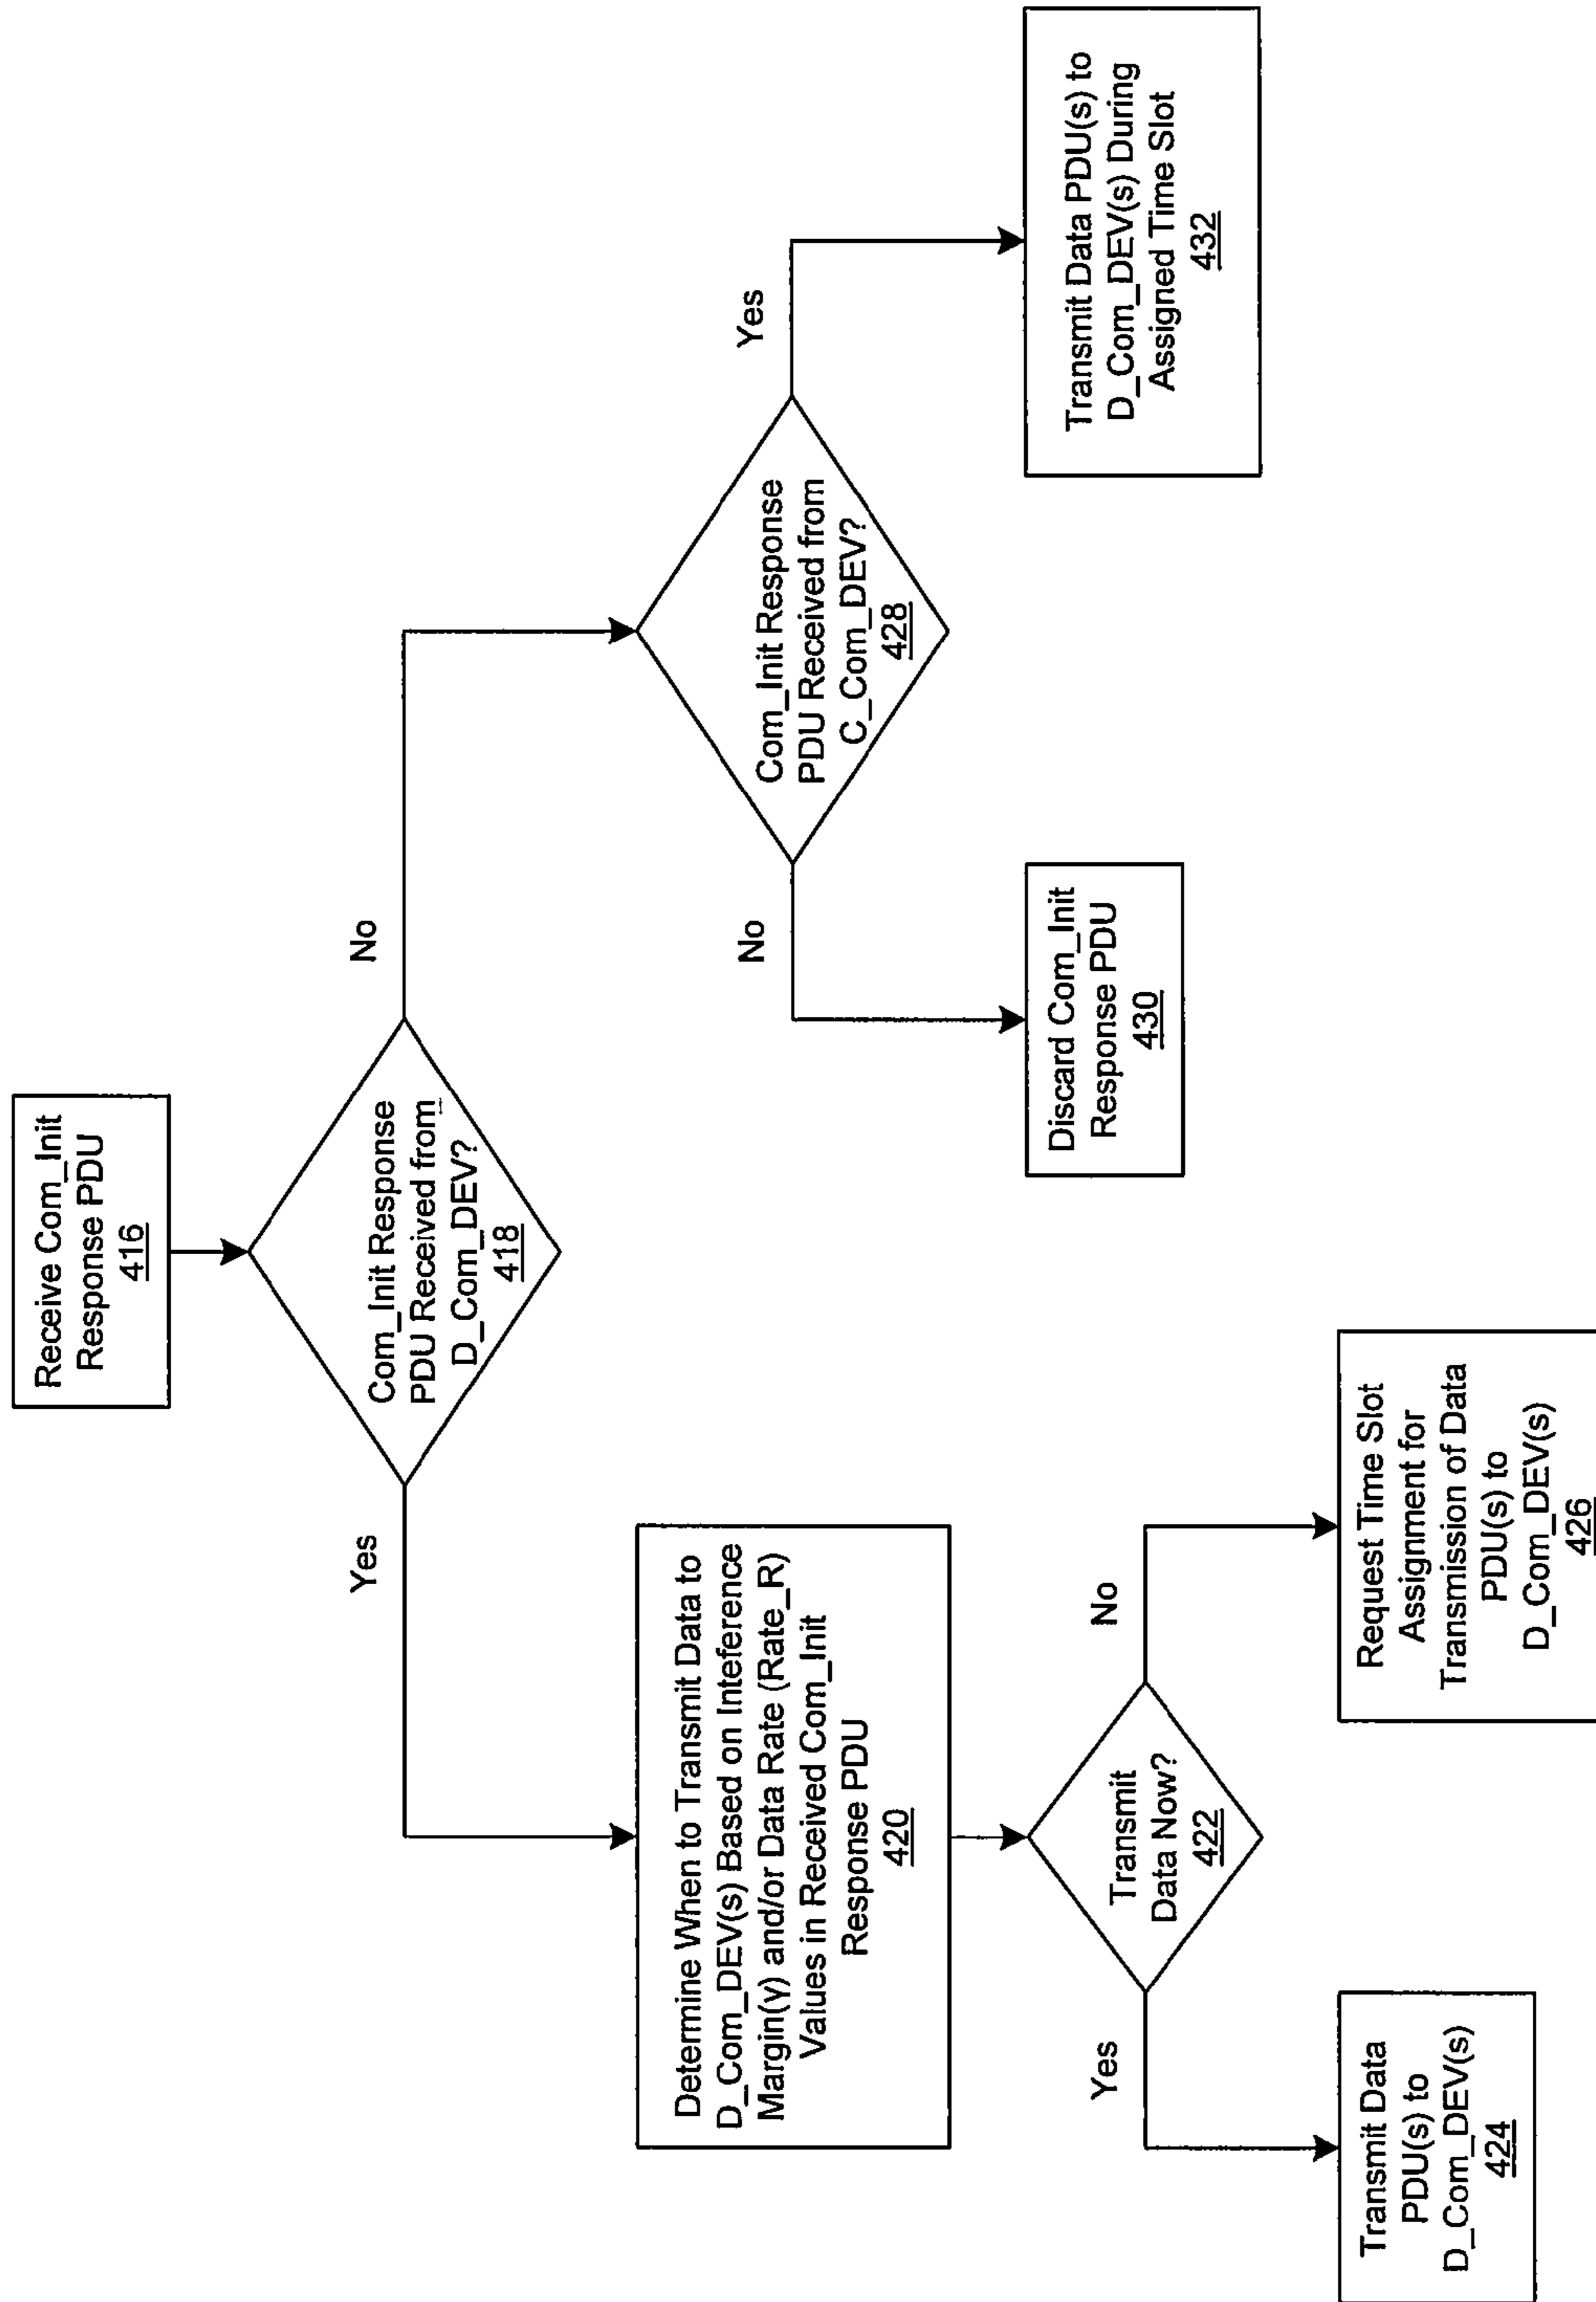 Receive Com_Init
Response PDU
416
Com_Init Response
PDU Received from
D_Com_DEV?
418
Yes
No
Determine When to Transmit Data to
D_Com_DEV(s) Based on Inteference
Margin(γ) and/or Data Rate (Rate_R)
Values in Received Com_Init
Response PDU
420
Com_Init Response
PDU Received from
C_Com_DEV?
428
No
Yes
Transmit
Data Now?
422
Yes
No
Discard Com_Init
Response PDU
430
Transmit Data PDU(s) to
D_Com_DEV(s) During
Assigned Time Slot
432
Transmit Data
PDU(s) to
D_Com_DEV(s)
424
Request Time Slot
Assignment for
Transmission of Data
PDU(s) to
D_Com_DEV(s)
426